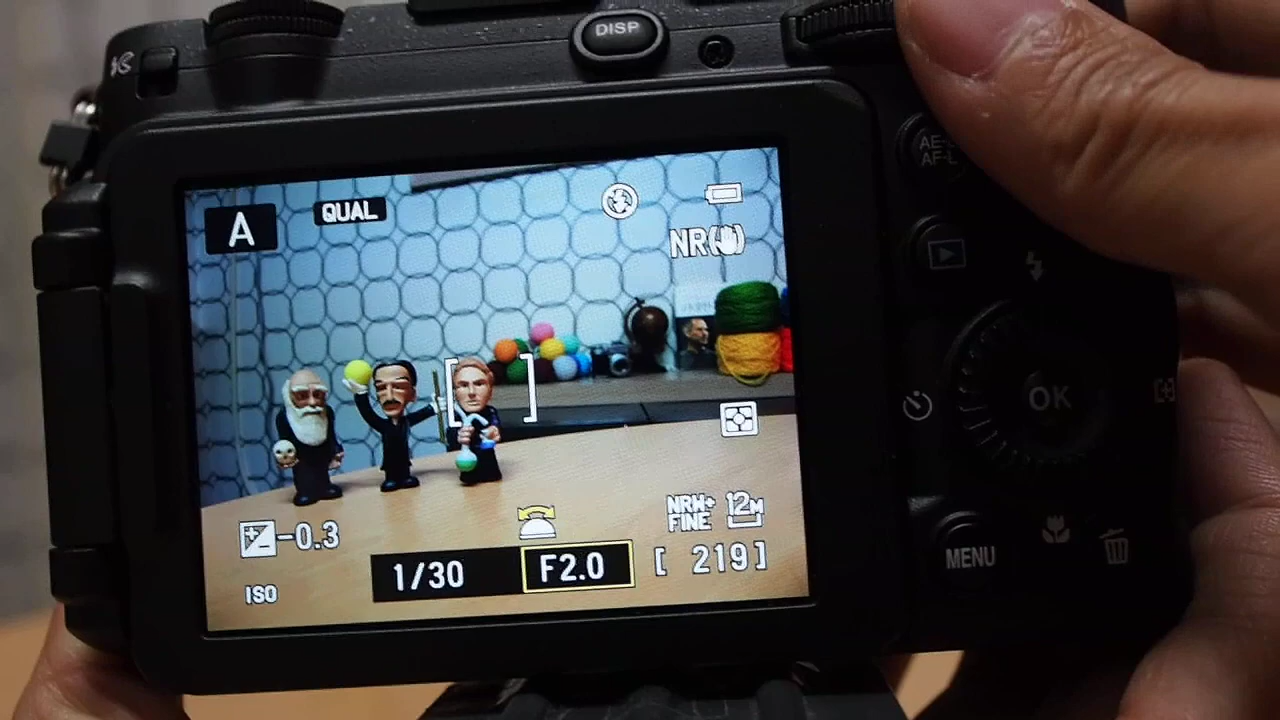 DISP
AE-L
AF-L
A
QUAL
NR
-0.3
NRW+
FINE
12M
1/30
F2.0
[ 219]
ISO
OK
MENU